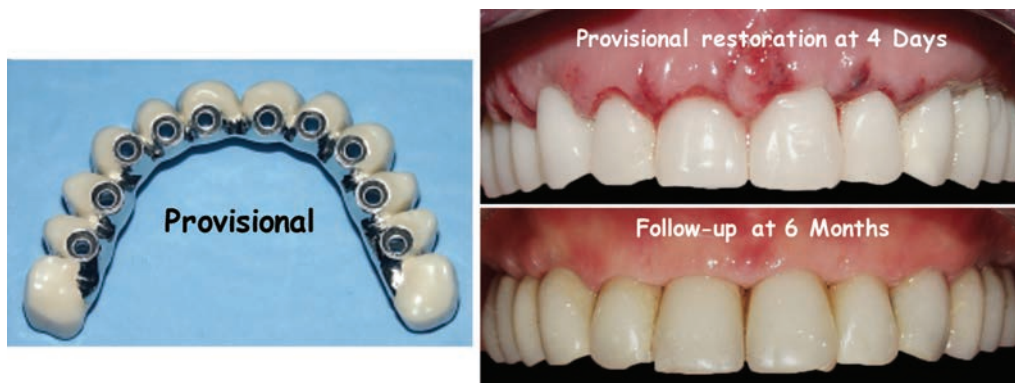 Provisional
Provisional restoration at 4 Days
Follow-up at 6 Months